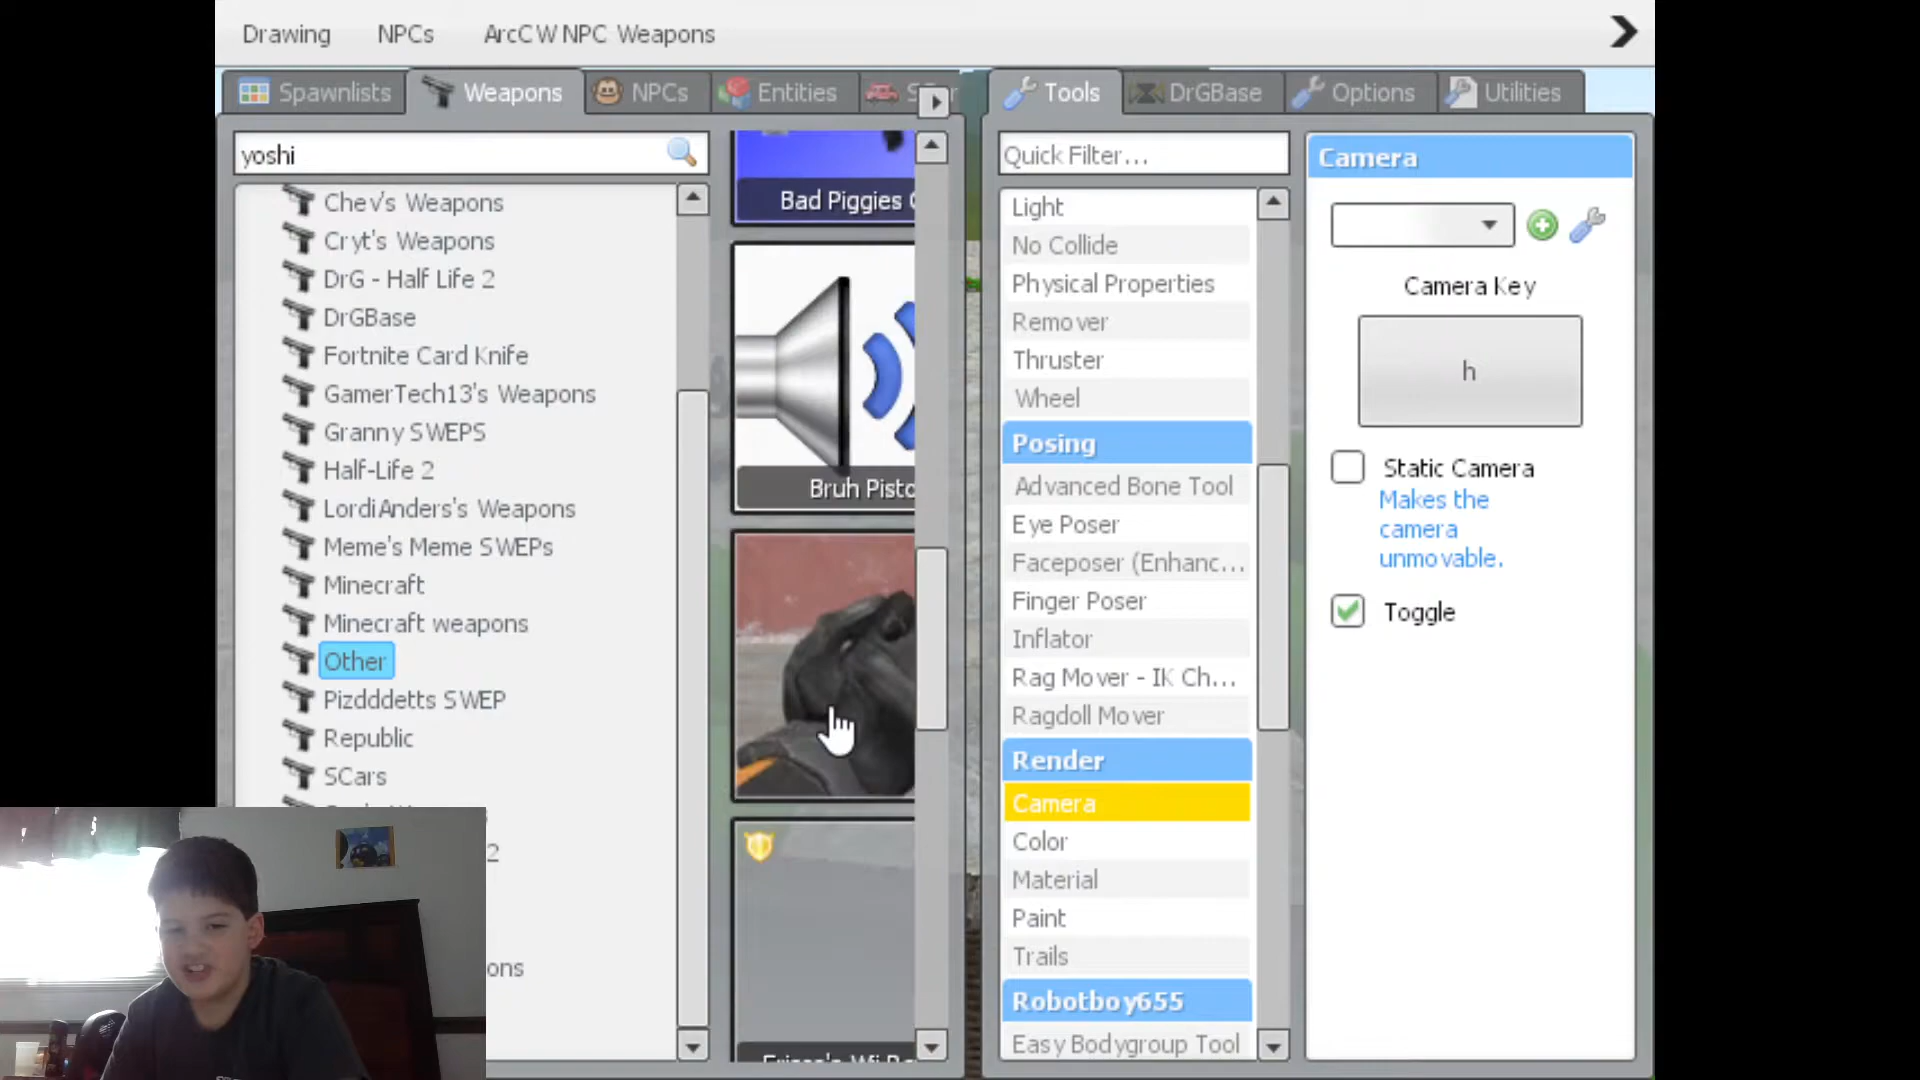 Drawing NPCs ArcCW NPC Weapons
Spawnlists Weapons NPCs Entities
Tools DrGBase Options Utilities
yoshi
Chev's Weapons
Cryt's Weapons
DrG - Half Life 2
DrGBase
Fortnite Card Knife
GamerTech13's Weapons
Granny SWEPS
Half-Life 2
LordiAnders's Weapons
Meme's Meme SWEPs
Minecraft
Minecraft weapons
Other
Pizdddetts SWEP
Republic
SCars
2
ons
Bad Piggies
Bruh Pisto
Quick Filter...
Light
No Collide
Physical Properties
Remover
Thruster
Wheel
Posing
Advanced Bone Tool
Eye Poser
Faceposer (Enhanc...
Finger Poser
Inflator
Rag Mover - IK Ch...
Ragdoll Mover
Render
Camera
Color
Material
Paint
Trails
Robotboy655
Easy Bodygroup Tool
Camera
Camera Key
h
Static Camera
Makes the
camera
unmovable.
Toggle